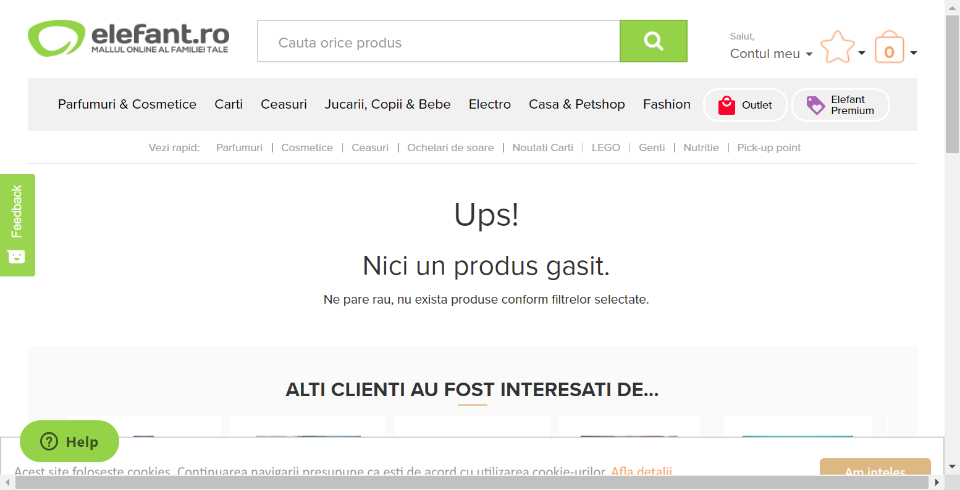 elefant.ro
MALLUL ONLINE AL FAMILIEI TALE
Cauta orice produs
Salut,
Contul meu
0
Parfumuri & Cosmetice Carti Ceasuri Jucarii, Copii & Bebe Electro Casa & Petshop Fashion Outlet Elefant Premium
Vezi rapid: Parfumuri | Cosmetice | Ceasuri | Ochelari de soare | Noutati Carti | LEGO | Genti | Nutritie | Pick-up point
Feedback
Ups!
Nici un produs gasit.
Ne pare rau, nu exista produse conform filtrelor selectate.
ALTI CLIENTI AU FOST INTERESATI DE...
Help
Acest site foloseste cookies. Continuarea navigarii presupune ca esti de acord cu utilizarea cookie-urilor. Afla detalii
Am inteles